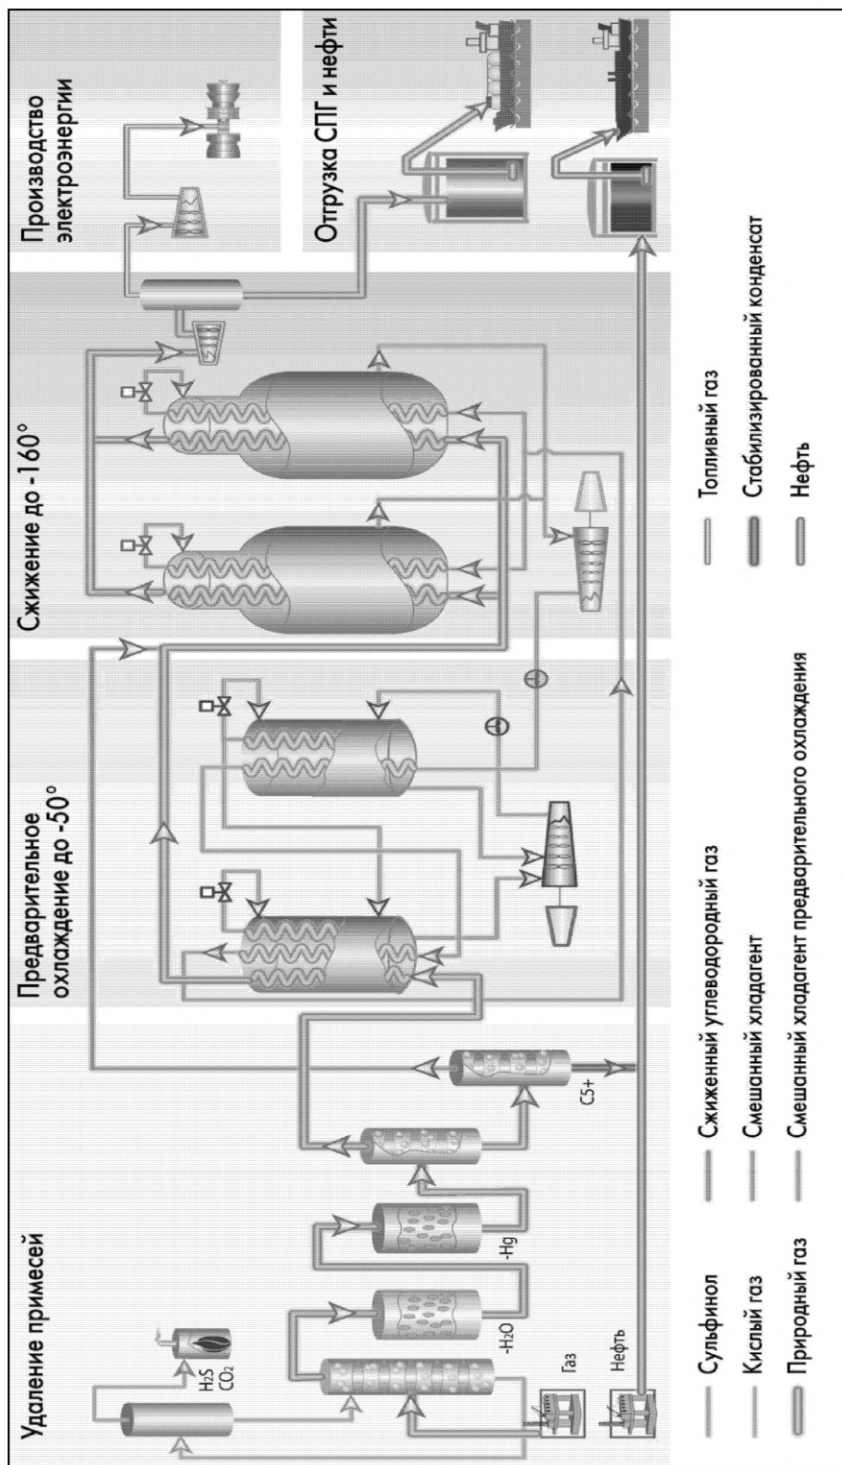 Удаление примесей
Предварительное
охлаждение до -50°
Сжижение до -160°
Производство
электроэнергии
Отгрузка СПГ и нефти
H2S
CO2
-H2O
-Hg
C5+
Газ
Нефть
Сульфинол
Кислый газ
Природный газ
Сжиженный углеводородный газ
Смешанный хладагент
Смешанный хладагент предварительного охлаждения
Топливный газ
Стабилизированный конденсат
Нефть